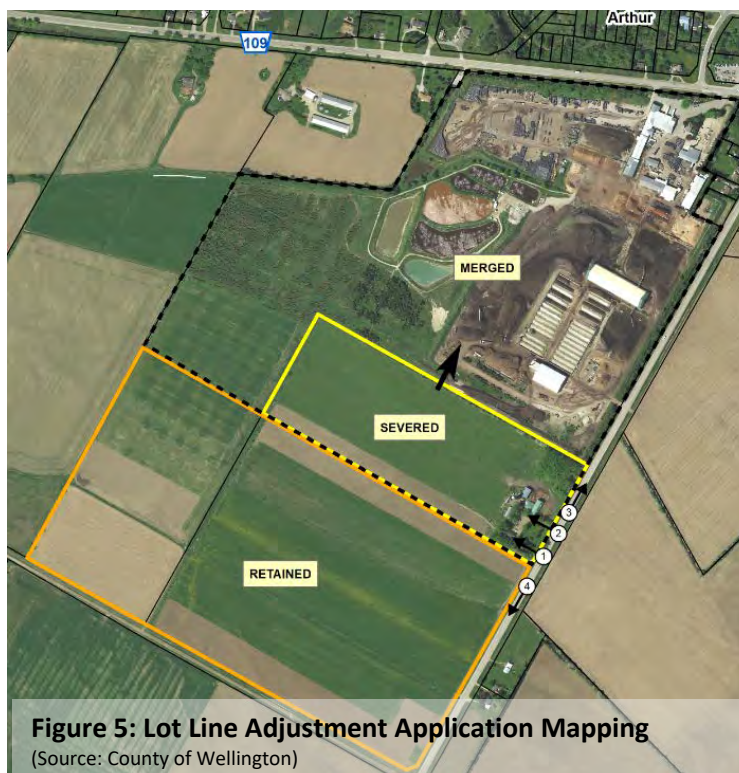 Arthur
109
MERGED
SEVERED
3
2
1
4
RETAINED
Figure 5: Lot Line Adjustment Application Mapping
(Source: County of Wellington)